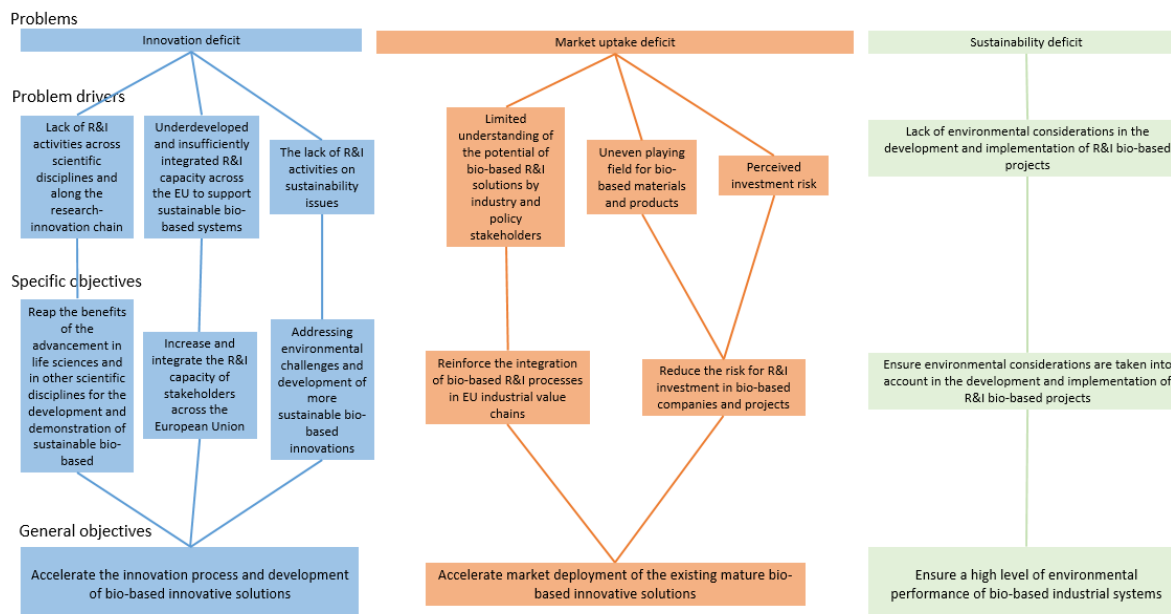 Problems
Innovation deficit
Market uptake deficit
Sustainability deficit
Problem drivers
Lack of R&I
activities across
scientific
disciplines and
along the
research-
innovation chain
Underdeveloped
and insufficiently
integrated R&I
capacity across
the EU to support
sustainable bio-
based systems
The lack of R&I
activities on
sustainability
issues
Limited
understanding of
the potential of
bio-based R&I
solutions by
industry and
policy
stakeholders
Uneven playing
field for bio-
based materials
and products
Perceived
investment risk
Lack of environmental considerations in the
development and implementation of R&I bio-based
projects
Specific objectives
Reap the benefits
of the
advancement in
life sciences and
in other scientific
disciplines for the
development and
demonstration of
sustainable bio-
based
Increase and
integrate the R&I
capacity of
stakeholders
across the
European Union
Addressing
environmental
challenges and
development of
more
sustainable bio-
based
innovations
Reinforce the integration
of bio-based R&I processes
in EU industrial value
chains
Reduce the risk for R&I
investment in bio-based
companies and projects
Ensure environmental considerations are taken into
account in the development and implementation of
R&I bio-based projects
General objectives
Accelerate the innovation process and development
of bio-based innovative solutions
Accelerate market deployment of the existing mature bio-
based innovative solutions
Ensure a high level of environmental
performance of bio-based industrial systems